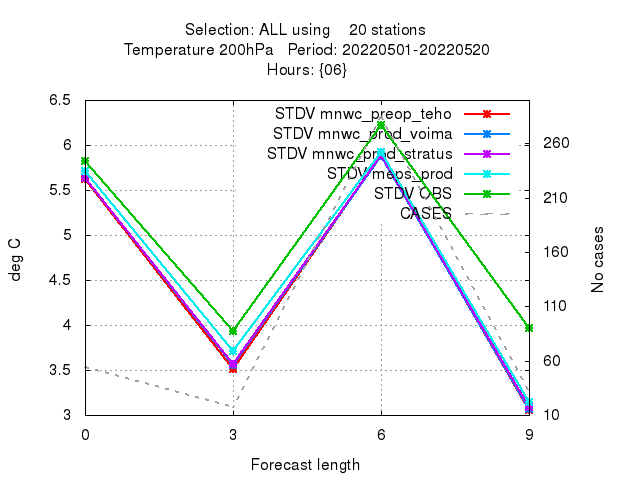 Selection: ALL using 20 stations
Temperature 200hPa Period: 20220501-20220520
Hours: {06}
STDV mnwc_preop_teho
STDV mnwc_prod_voima
STDV mnwc_prod_stratus
STDV meps_prod
STDV OBS
CASES
6.5
6
5.5
5
4.5
4
3.5
3
deg C
260
210
160
110
60
10
No cases
0 3 6 9
Forecast length